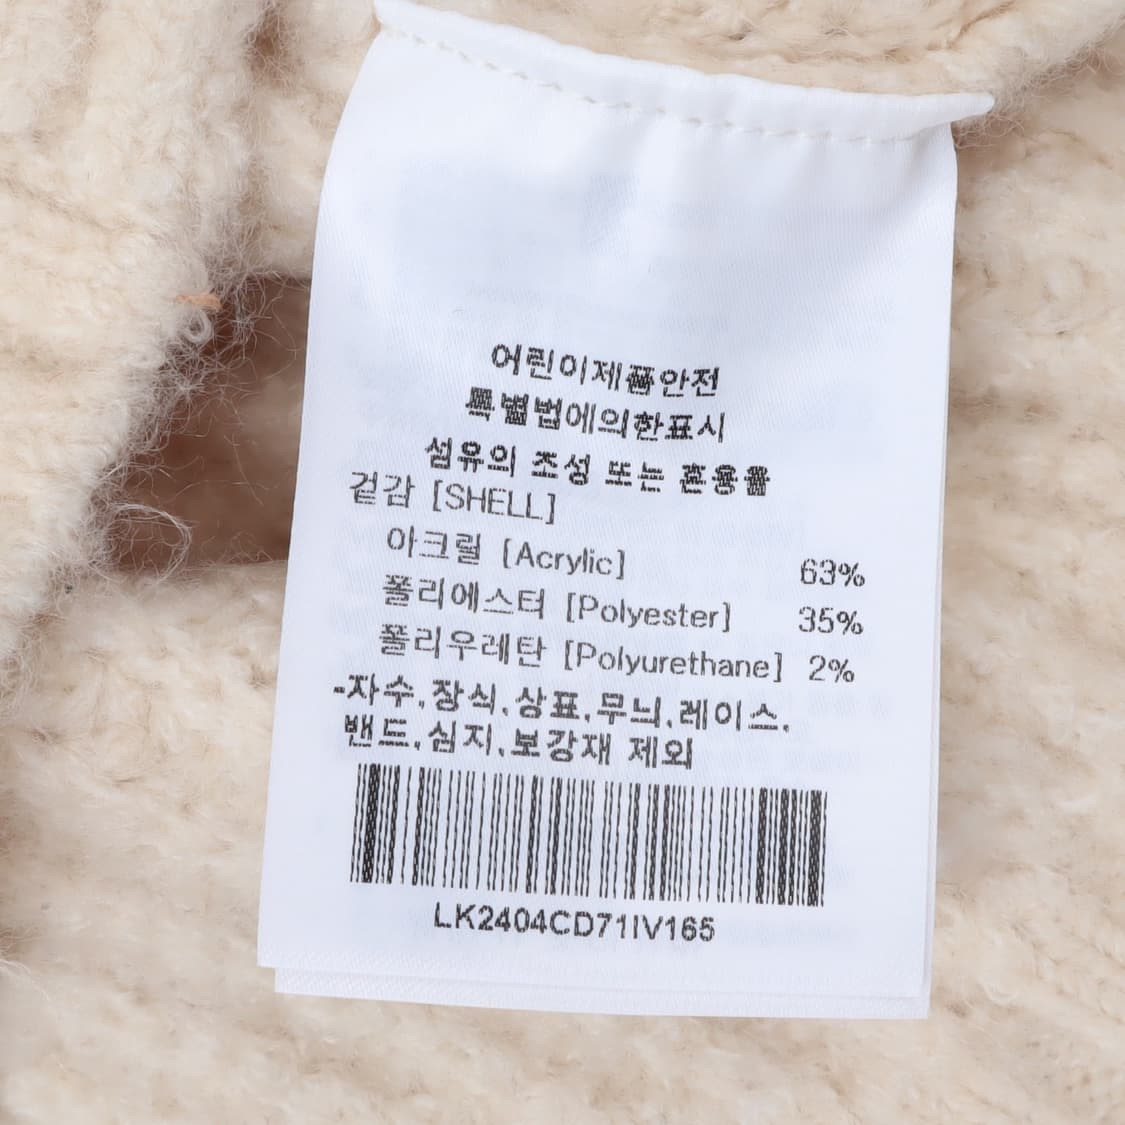 어린이제품안전
특별법에의한표시
섬유의 조성 또는 혼용율
겉감 [SHELL]
아크릴 [Acrylic] 63%
폴리에스터 [Polyester] 35%
폴리우레탄 [Polyurethane] 2%
-자수,장식,상표,무늬,레이스,
밴드,심지,보강재 제외
LK2404CD71IV165